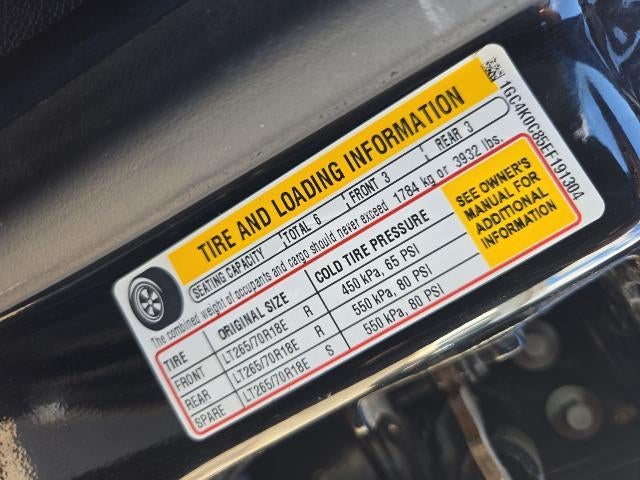 TIRE AND LOADING INFORMATION
SEATING CAPACITY TOTAL 6 FRONT 3 REAR 3
The combined weight of occupants and cargo should never exceed 1784 kg or 3932 lbs.
TIRE ORIGINAL SIZE COLD TIRE PRESSURE
FRONT LT265/70R18E R 450 kPa, 65 PSI
REAR LT265/70R18E R 550 kPa, 80 PSI
SPARE LT265/70R18E S 550 kPa, 80 PSI
SEE OWNER'S
MANUAL FOR
ADDITIONAL
INFORMATION
1GC4K0C85FF191304